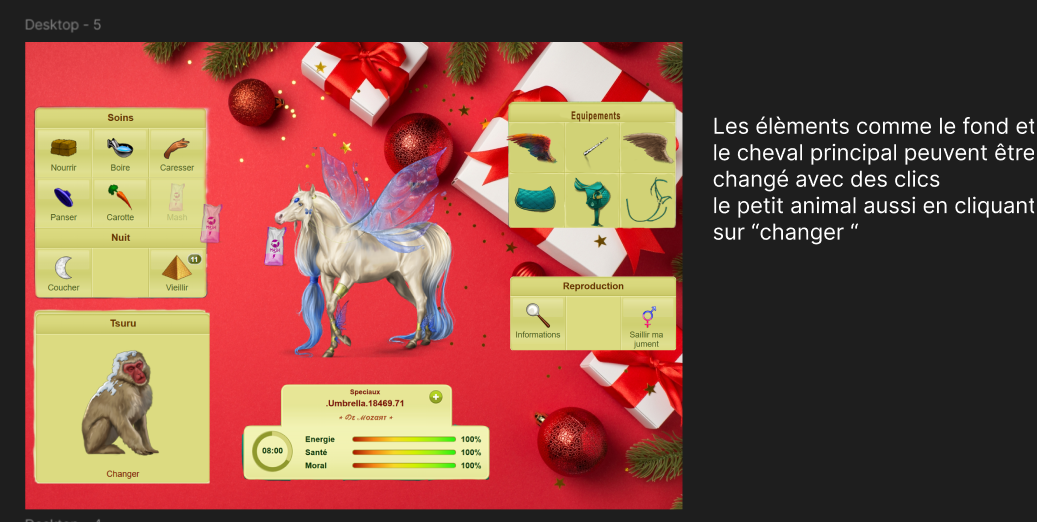 Desktop - 5
Soins
Nourrir
Boire
Caresser
Panser
Carotte
Mash
Nuit
Coucher
11
Vieillir
Tsuru
Changer
Equipements
Reproduction
Informations
Saillir ma
jument
Speciaux
.Umbrella.18469.71
+ De Mozart +
08:00
Energie 100%
Santé 100%
Moral 100%
Les élèments comme le fond et
le cheval principal peuvent être
changé avec des clics
le petit animal aussi en cliquant
sur “changer “